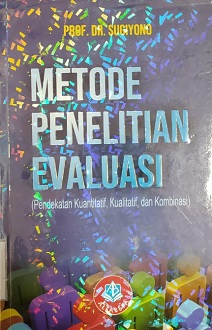 PROF. DR. SUGIYONO
METODE
PENELITIAN
EVALUASI
(Pendekatan Kuantitatif, Kualitatif, dan Kombinasi)